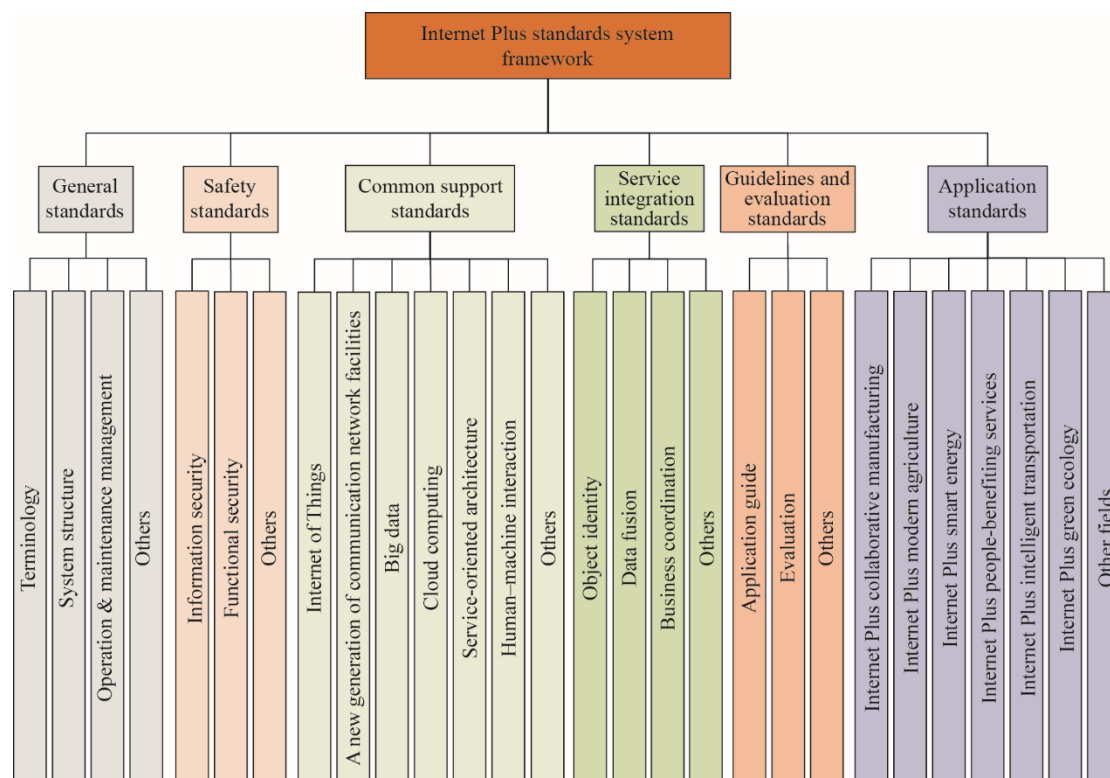 Internet Plus standards system
framework
General
standards
Safety
standards
Common support
standards
Service
integration
standards
Guidelines and
evaluation
standards
Application
standards
Terminology
System structure
Operation & maintenance management
Others
Information security
Functional security
Others
Internet of Things
A new generation of communication network facilities
Big data
Cloud computing
Service-oriented architecture
Human–machine interaction
Others
Object identity
Data fusion
Business coordination
Others
Application guide
Evaluation
Others
Internet Plus collaborative manufacturing
Internet Plus modern agriculture
Internet Plus smart energy
Internet Plus people-benefiting services
Internet Plus intelligent transportation
Internet Plus green ecology
Other fields